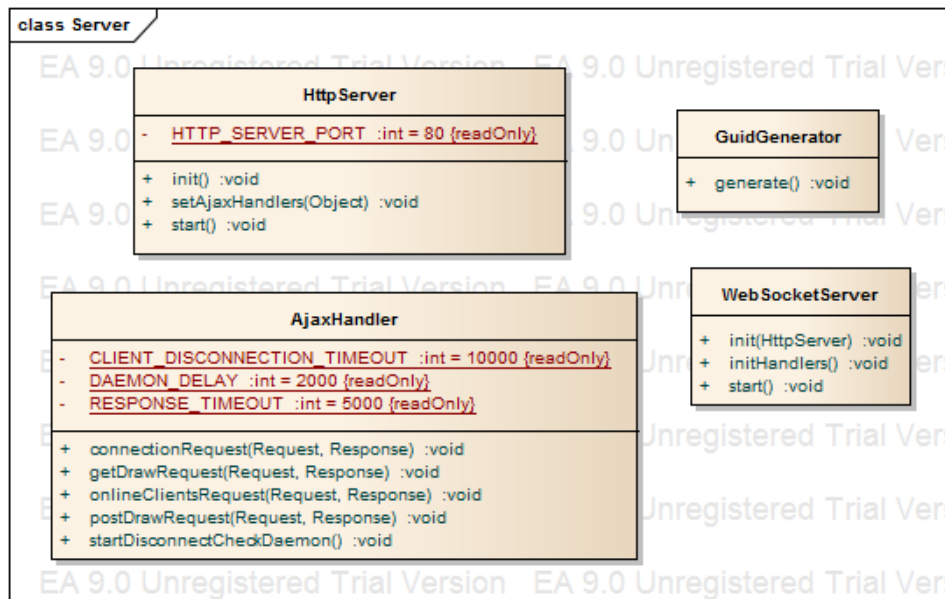 class Server
EA 9.0 Unregistered Trial Version EA 9.0 Unregistered Trial Ver
HttpServer
- HTTP_SERVER_PORT :int = 80 {readOnly}
+ init() :void
+ setAjaxHandlers(Object) :void
+ start() :void
GuidGenerator
+ generate() :void
WebSocketServer
+ init(HttpServer) :void
+ initHandlers() :void
+ start() :void
AjaxHandler
- CLIENT_DISCONNECTION_TIMEOUT :int = 10000 {readOnly}
- DAEMON_DELAY :int = 2000 {readOnly}
- RESPONSE_TIMEOUT :int = 5000 {readOnly}
+ connectionRequest(Request, Response) :void
+ getDrawRequest(Request, Response) :void
+ onlineClientsRequest(Request, Response) :void
+ postDrawRequest(Request, Response) :void
+ startDisconnectCheckDaemon() :void
EA 9.0 Unregistered Trial Version EA 9.0 Unregistered Trial Ver